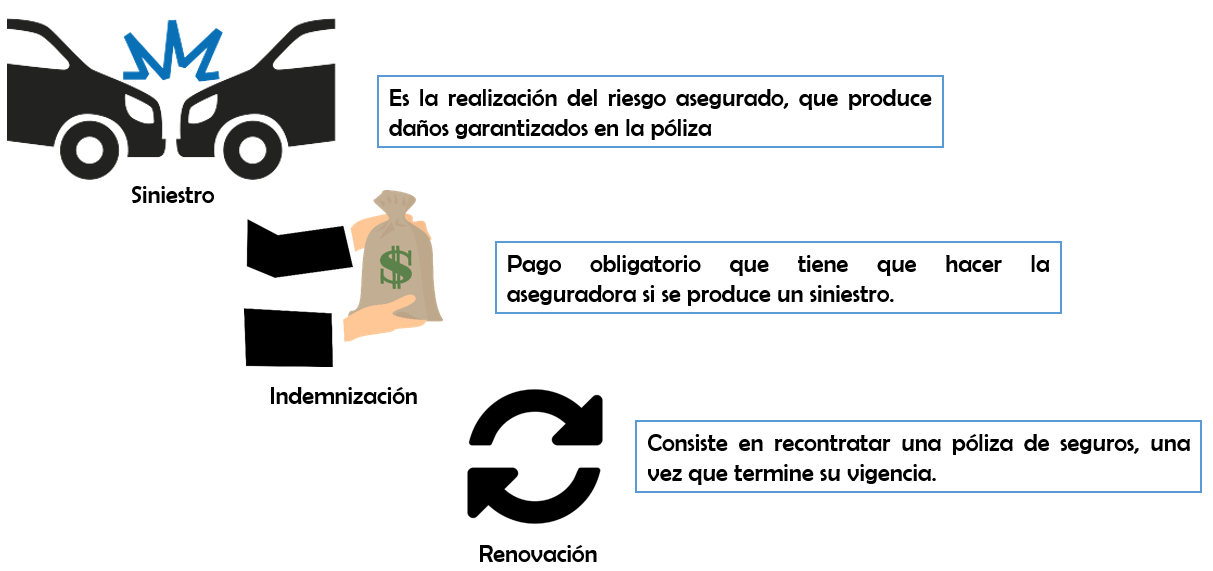 Es la realización del riesgo asegurado, que produce
daños garantizados en la póliza
Siniestro
$
Pago obligatorio que tiene que hacer la
aseguradora si se produce un siniestro.
Indemnización
Consiste en recontratar una póliza de seguros, una
vez que termine su vigencia.
Renovación